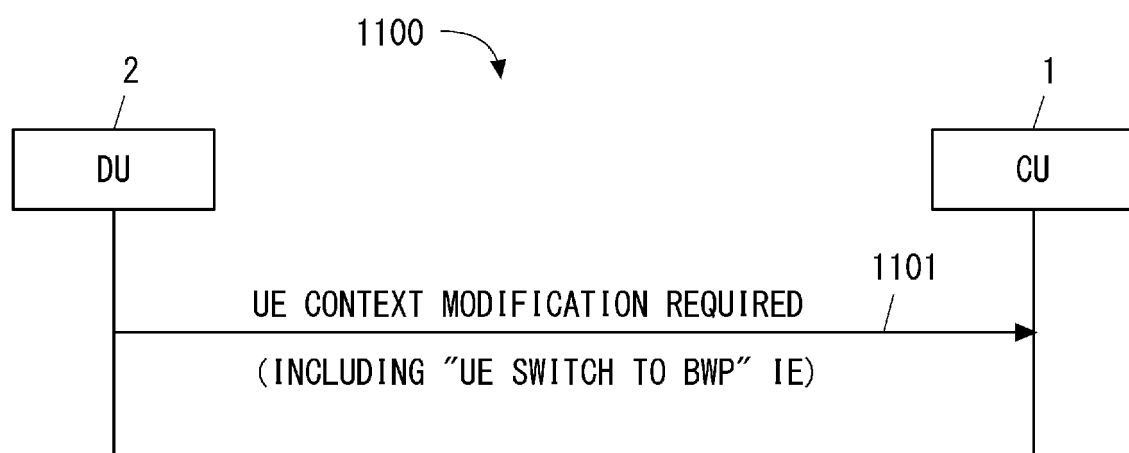 1100
2
1
DU
CU
1101
UE CONTEXT MODIFICATION REQUIRED
(INCLUDING "UE SWITCH TO BWP" IE)